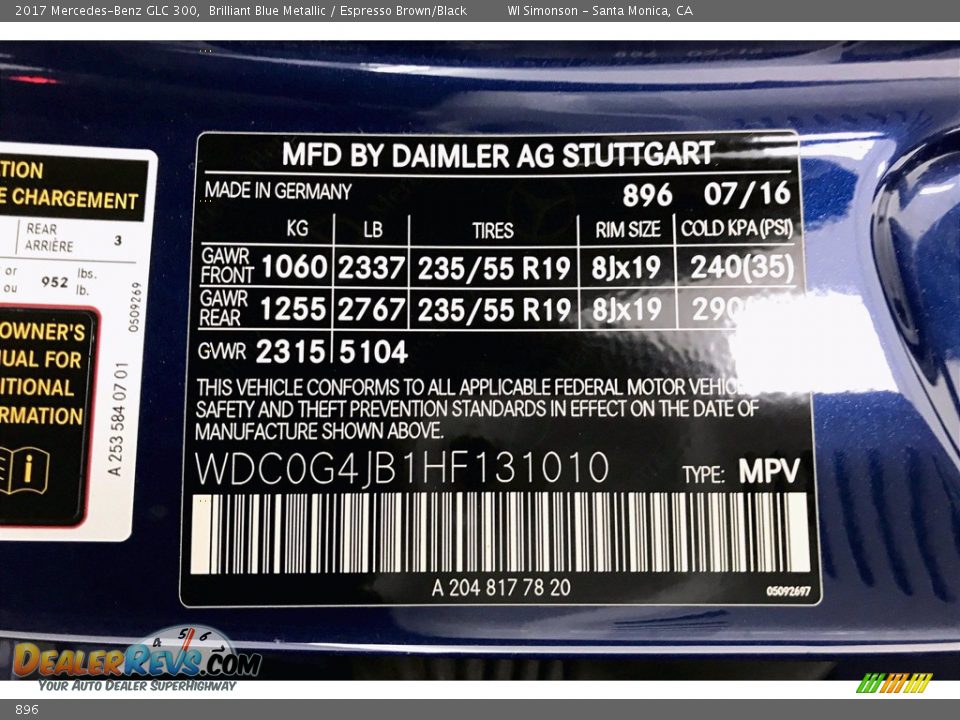 2017 Mercedes-Benz GLC 300, Brilliant Blue Metallic / Espresso Brown/Black WI Simonson - Santa Monica, CA
TION
E CHARGEMENT
REAR
ARRIÈRE 3
or
ou 952 lbs.
lb.
0509269
OWNER'S
UAL FOR
ITIONAL
RMATION
i
A 253 584 07 01
MFD BY DAIMLER AG STUTTGART
MADE IN GERMANY 896 07/16
KG LB TIRES RIM SIZE COLD KPA(PSI)
GAWR FRONT 1060 2337 235/55 R19 8Jx19 240(35)
GAWR REAR 1255 2767 235/55 R19 8Jx19 290
GVWR 2315 5104
THIS VEHICLE CONFORMS TO ALL APPLICABLE FEDERAL MOTOR VEHIC
SAFETY AND THEFT PREVENTION STANDARDS IN EFFECT ON THE DATE OF
MANUFACTURE SHOWN ABOVE.
WDC0G4JB1HF131010 TYPE: MPV
A 204 817 78 20 05092697
4 5 6
DEALERREVS.COM
YOUR AUTO DEALER SUPERHIGHWAY
896